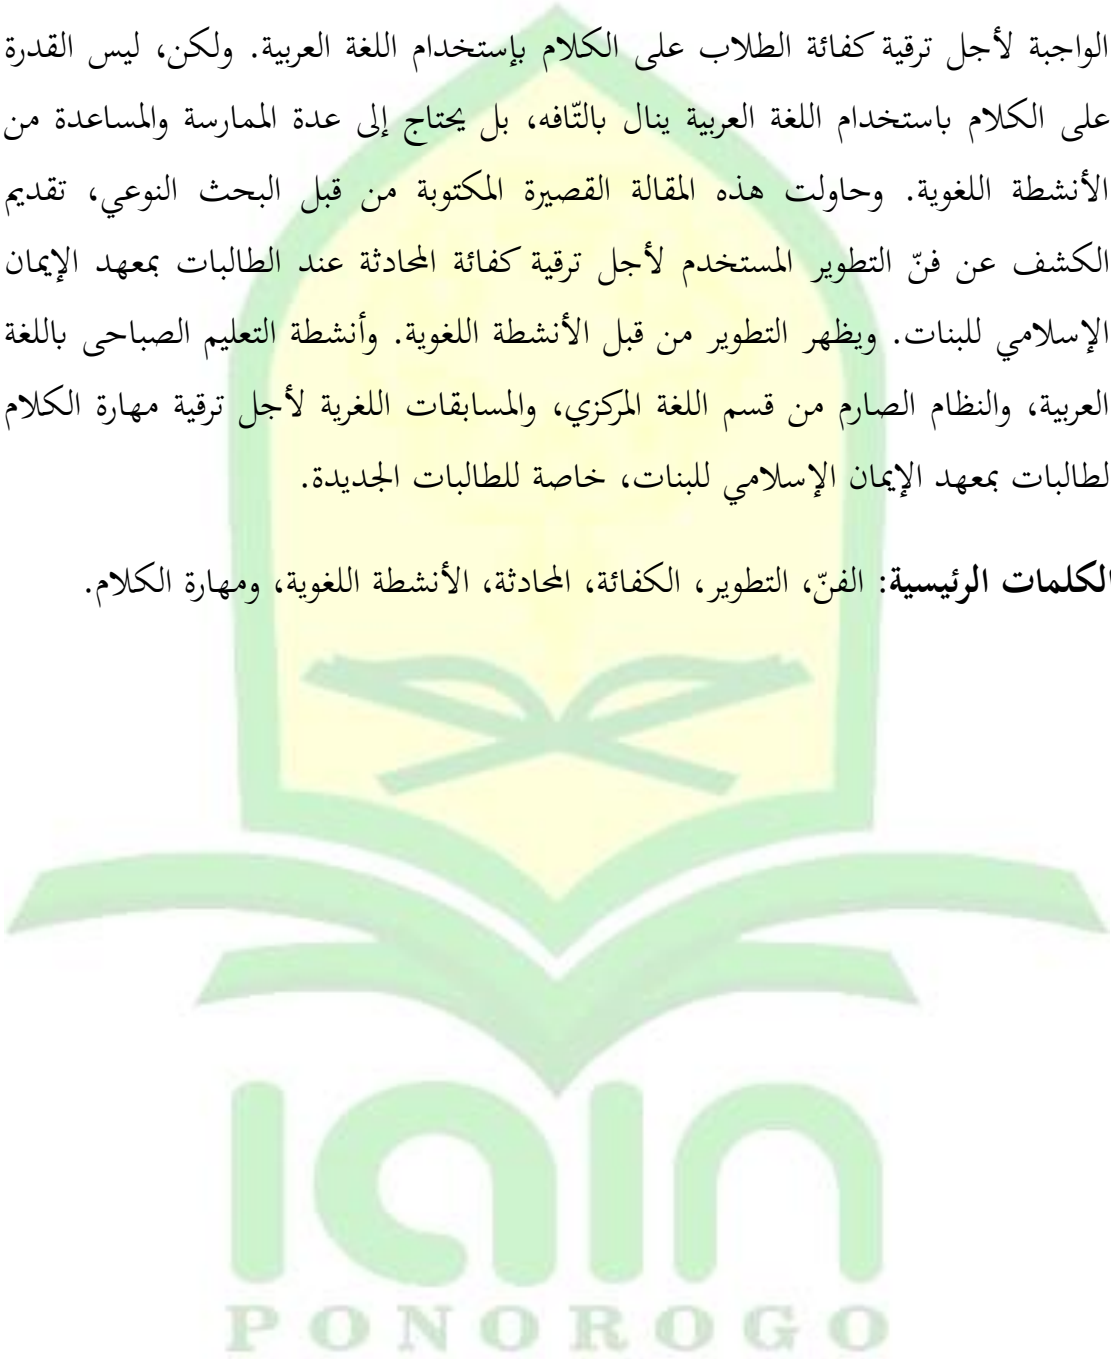 الواجبة لأجل ترقية كفائة الطلاب على الكلام بإستخدام اللغة العربية. ولكن، ليس القدرة
على الكلام باستخدام اللغة العربية ينال بالتّافه، بل يحتاج إلى عدة الممارسة والمساعدة من
الأنشطة اللغوية. وحاولت هذه المقالة القصيرة المكتوبة من قبل البحث النوعي، تقديم
الكشف عن فنّ التطوير المستخدم لأجل ترقية كفائة المحادثة عند الطالبات بمعهد الإيمان
الإسلامي للبنات. ويظهر التطوير من قبل الأنشطة اللغوية. وأنشطة التعليم الصباحى باللغة
العربية، والنظام الصارم من قسم اللغة المركزي، والمسابقات اللغرية لأجل ترقية مهارة الكلام
لطالبات بمعهد الإيمان الإسلامي للبنات، خاصة للطالبات الجديدة.
الكلمات الرئيسية: الفنّ، التطوير، الكفائة، المحادثة، الأنشطة اللغوية، ومهارة الكلام.
IAIN
PONOROGO